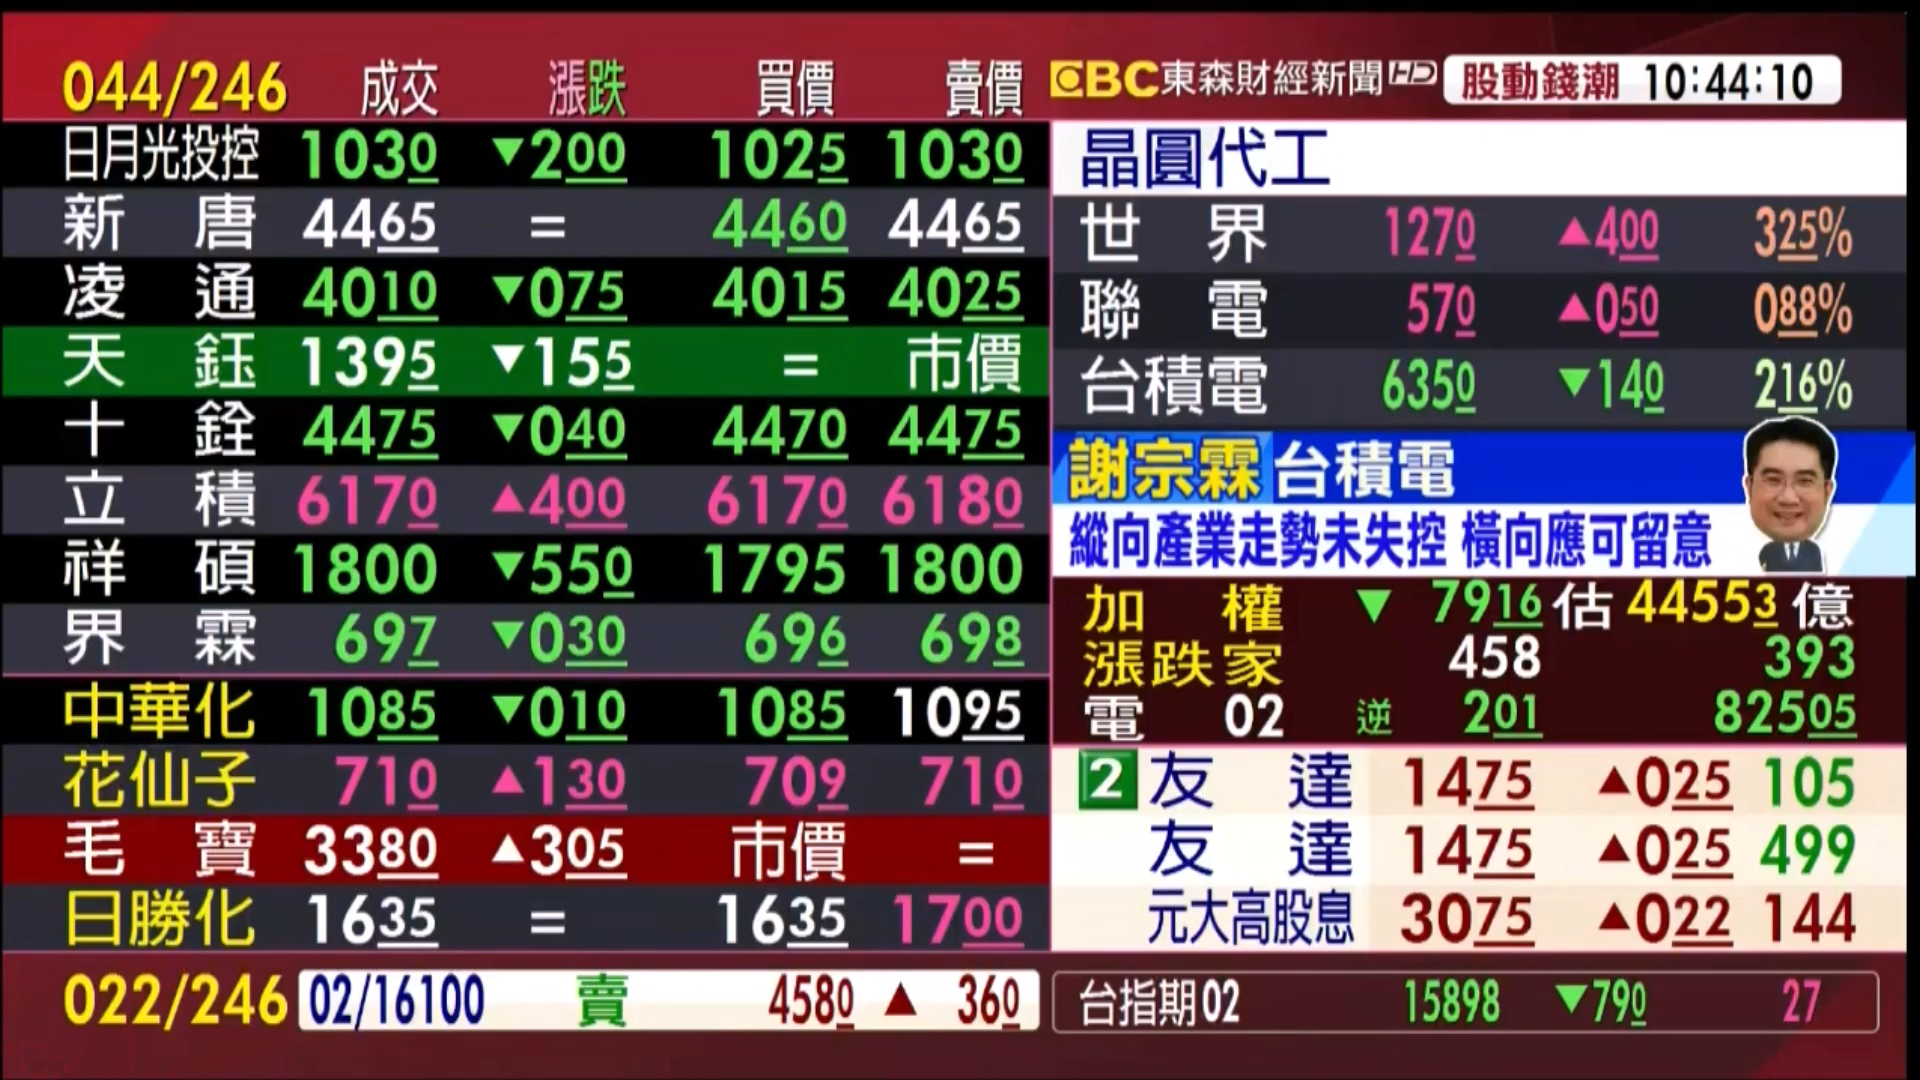 044/246 成交 漲跌 買價 賣價
日月光投控 1030 ▼200 1025 1030
新唐 4465 = 4460 4465
凌通 4010 ▼075 4015 4025
天鈺 1395 ▼155 = 市價
十銓 4475 ▼040 4470 4475
立積 6170 ▲400 6170 6180
祥碩 1800 ▼550 1795 1800
界霖 697 ▼030 696 698
中華化 1085 ▼010 1085 1095
花仙子 710 ▲130 709 710
毛寶 3380 ▲305 市價 =
日勝化 1635 = 1635 1700
022/246 02/16100 賣 4580 ▲ 360
EBC東森財經新聞HD 股動錢潮 10:44:10
晶圓代工
世界 1270 ▲400 325%
聯電 570 ▲050 088%
台積電 6350 ▼140 216%
謝宗霖 台積電
縱向產業走勢未失控 橫向應可留意
加權 ▼ 7916 估 44553 億
漲跌家 458 393
電 02 逆 201 82505
2 友達 1475 ▲025 105
友達 1475 ▲025 499
元大高股息 3075 ▲022 144
台指期02 15898 ▼790 27